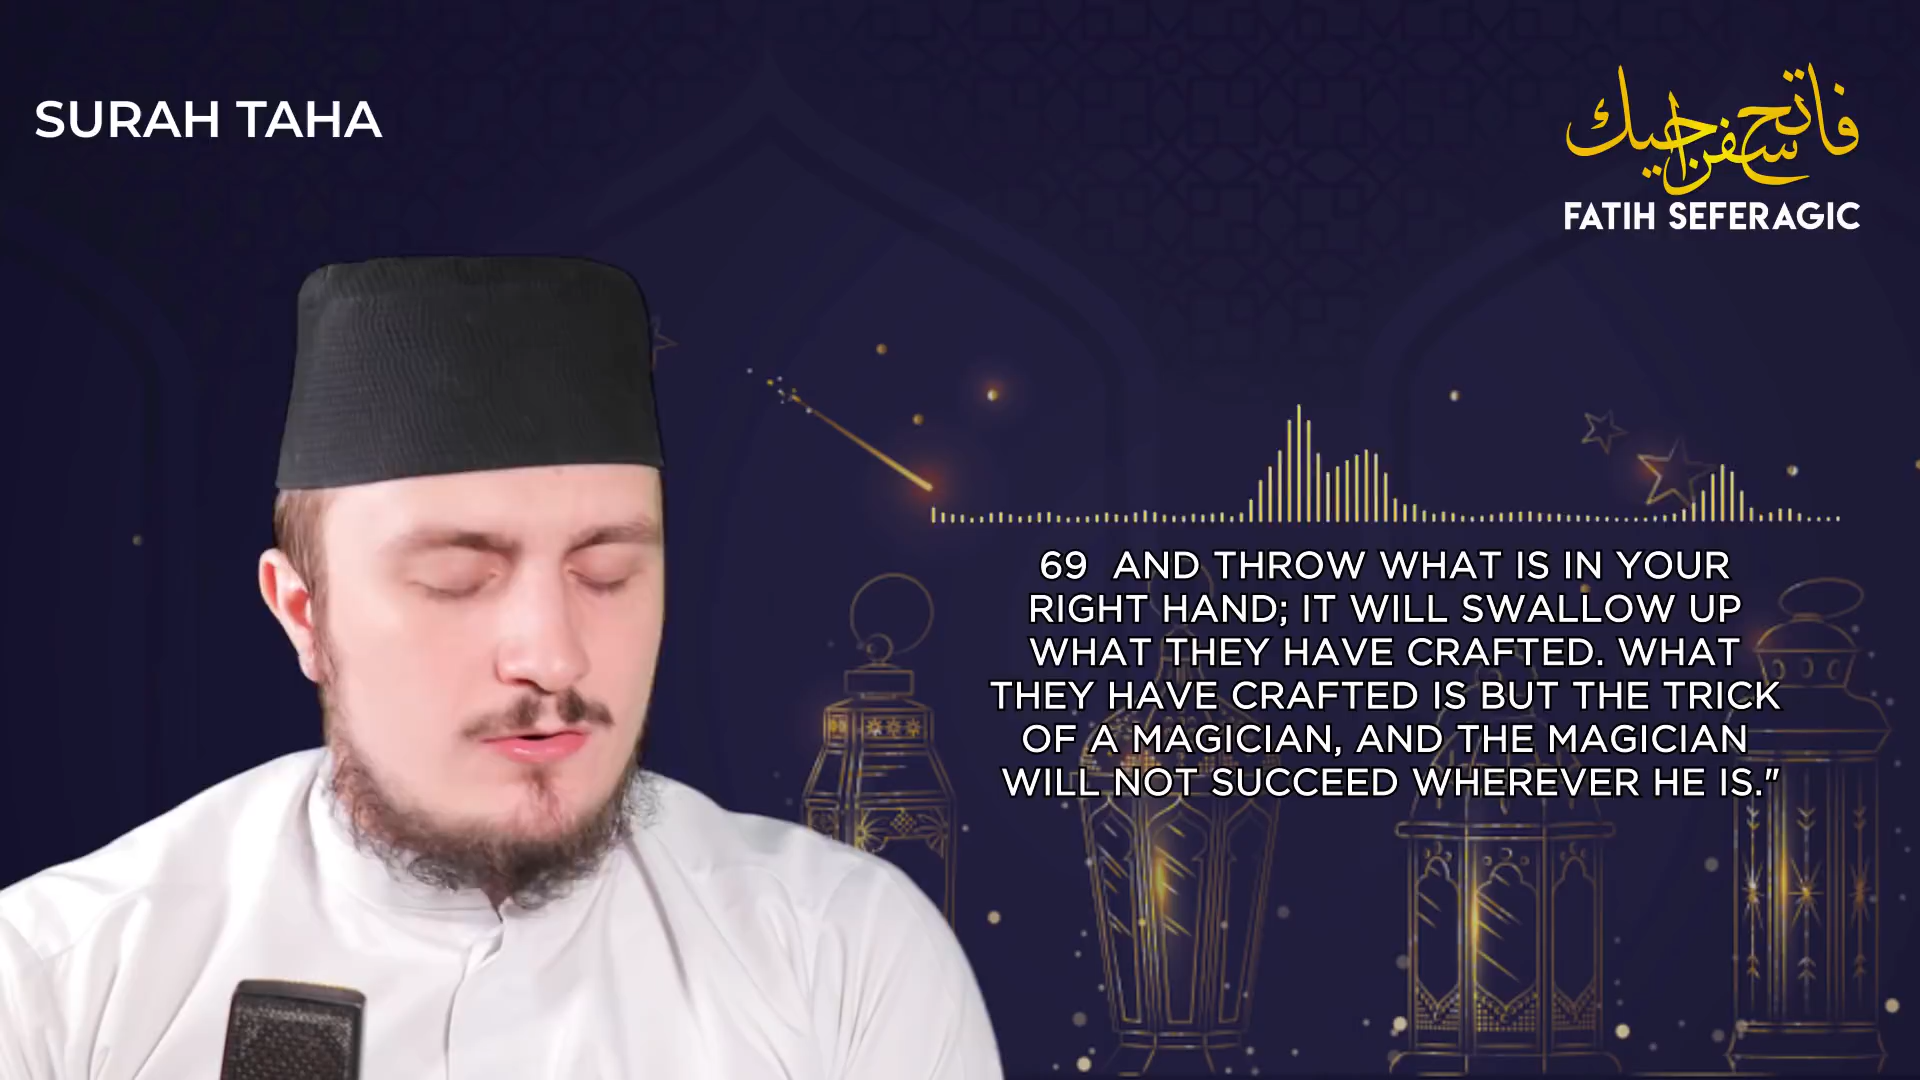 SURAH TAHA
فاتح سفراجيك
FATIH SEFERAGIC
69 AND THROW WHAT IS IN YOUR
RIGHT HAND; IT WILL SWALLOW UP
WHAT THEY HAVE CRAFTED. WHAT
THEY HAVE CRAFTED IS BUT THE TRICK
OF A MAGICIAN, AND THE MAGICIAN
WILL NOT SUCCEED WHEREVER HE IS."